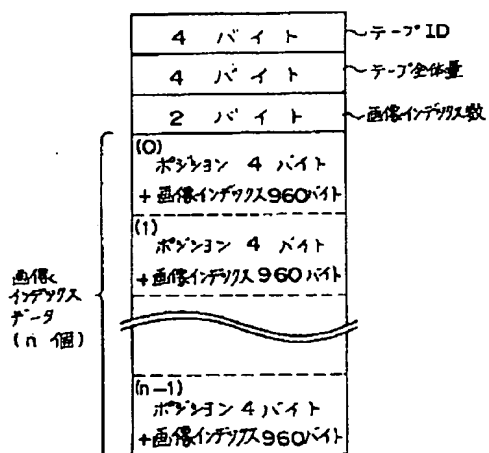 4 バイト
テープID
4 バイト
テープ全体量
2 バイト
画像インデックス数
(0)
ポジション 4 バイト
+画像インデックス960バイト
(1)
ポジション 4 バイト
+画像インデックス960バイト
画像
インデックス
データ
(n 個)
(n-1)
ポジション4バイト
+画像インデックス960バイト